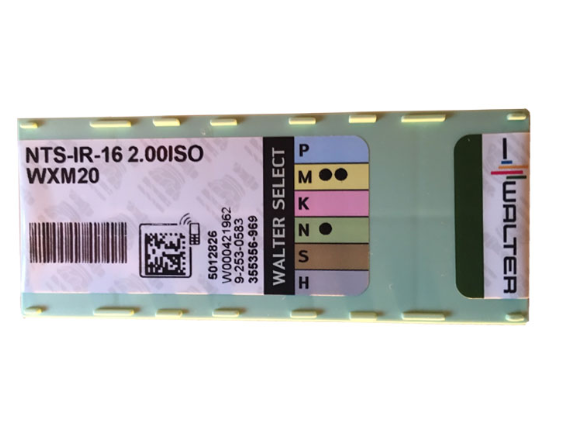 NTS-IR-16 2.00ISO
WXM20
5012826
W000421962
9-253-0583
355356-969
WALTER SELECT
P
M
K
N
S
H
WALTER